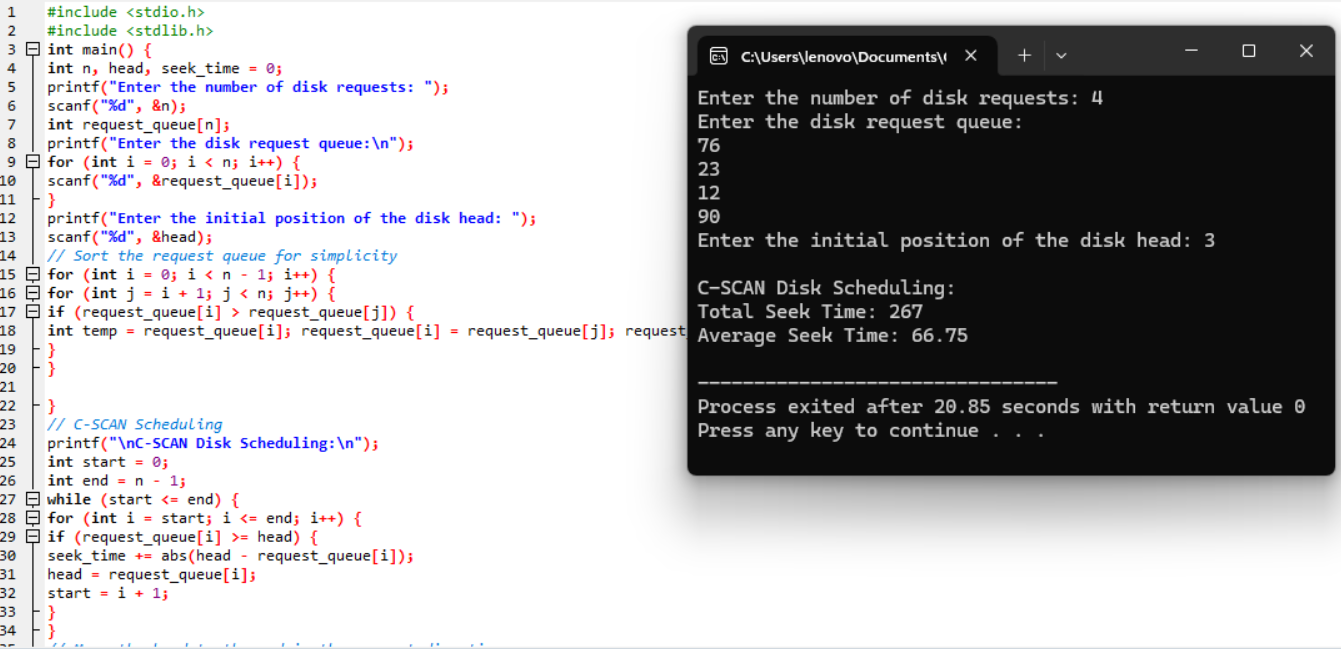 1 #include <stdio.h>
2 #include <stdlib.h>
3 int main() {
4 int n, head, seek_time = 0;
5 printf("Enter the number of disk requests: ");
6 scanf("%d", &n);
7 int request_queue[n];
8 printf("Enter the disk request queue:\n");
9 for (int i = 0; i < n; i++) {
10 scanf("%d", &request_queue[i]);
11 }
12 printf("Enter the initial position of the disk head: ");
13 scanf("%d", &head);
14 // Sort the request queue for simplicity
15 for (int i = 0; i < n - 1; i++) {
16 for (int j = i + 1; j < n; j++) {
17 if (request_queue[i] > request_queue[j]) {
18 int temp = request_queue[i]; request_queue[i] = request_queue[j]; request_
19 }
20 }
21
22 }
23 // C-SCAN Scheduling
24 printf("\nC-SCAN Disk Scheduling:\n");
25 int start = 0;
26 int end = n - 1;
27 while (start <= end) {
28 for (int i = start; i <= end; i++) {
29 if (request_queue[i] >= head) {
30 seek_time += abs(head - request_queue[i]);
31 head = request_queue[i];
32 start = i + 1;
33 }
34 }
C:\Users\lenovo\Documents\
Enter the number of disk requests: 4
Enter the disk request queue:
76
23
12
90
Enter the initial position of the disk head: 3
C-SCAN Disk Scheduling:
Total Seek Time: 267
Average Seek Time: 66.75
--------------------------------
Process exited after 20.85 seconds with return value 0
Press any key to continue . . .